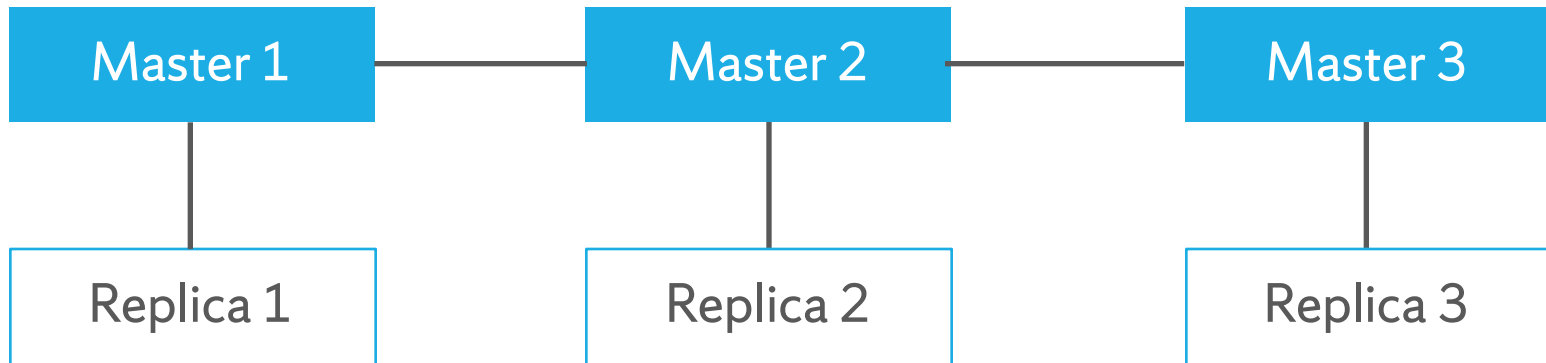 Master 1
Master 2
Master 3
Replica 1
Replica 2
Replica 3